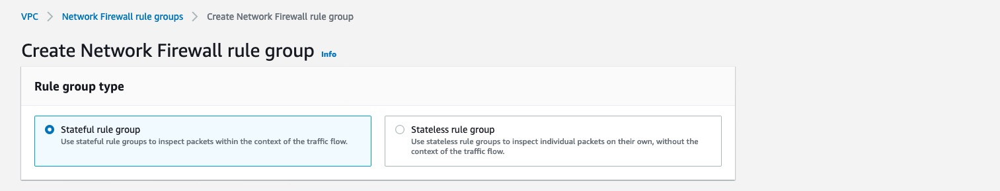 VPC > Network Firewall rule groups > Create Network Firewall rule group
Create Network Firewall rule group Info
Rule group type
Stateful rule group
Use stateful rule groups to inspect packets within the context of the traffic flow.
Stateless rule group
Use stateless rule groups to inspect individual packets on their own, without the
context of the traffic flow.